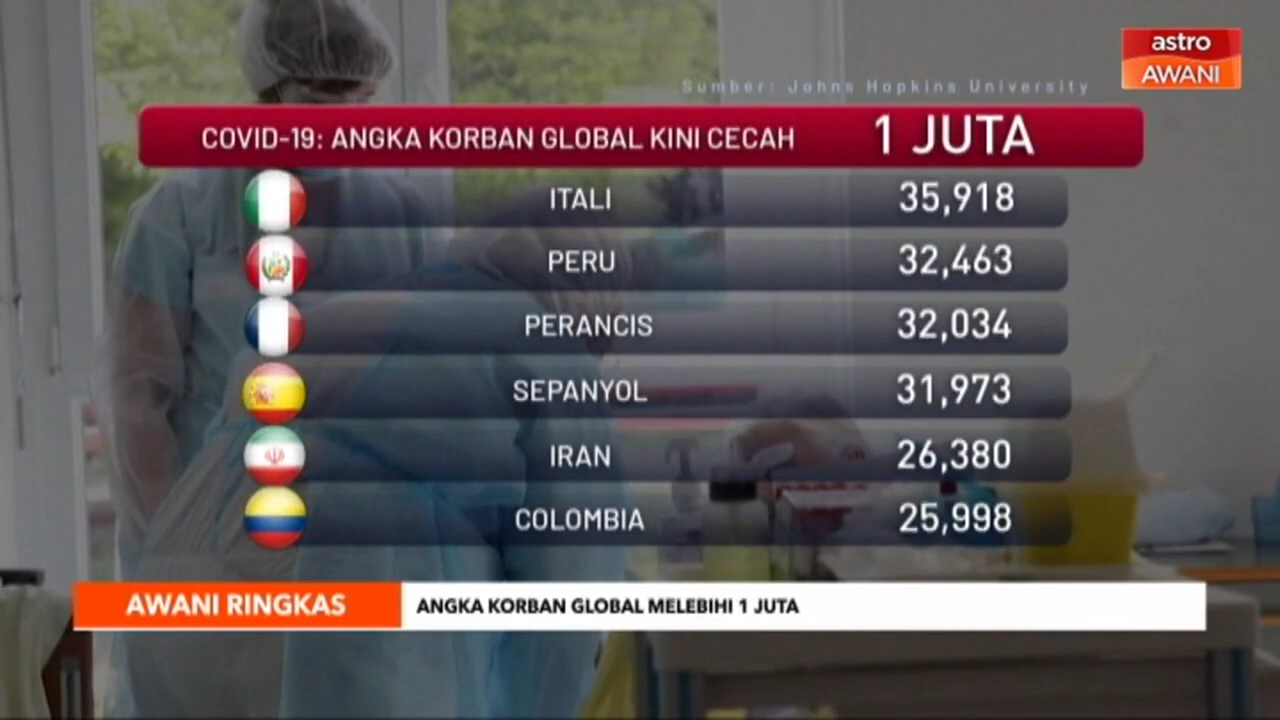 astro
AWANI
Sumber: Johns Hopkins University
COVID-19: ANGKA KORBAN GLOBAL KINI CECAH 1 JUTA
ITALI 35,918
PERU 32,463
PERANCIS 32,034
SEPANYOL 31,973
IRAN 26,380
COLOMBIA 25,998
AWANI RINGKAS ANGKA KORBAN GLOBAL MELEBIHI 1 JUTA